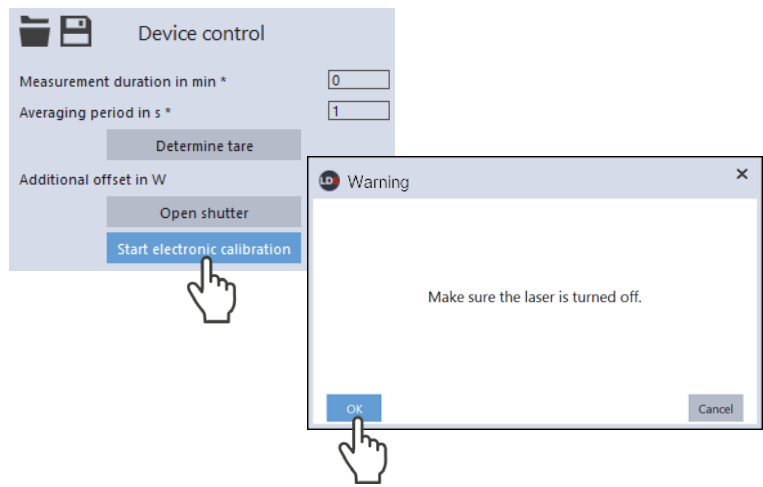 Device control
Measurement duration in min *
0
Averaging period in s *
1
Determine tare
Additional offset in W
Open shutter
Start electronic calibration
LD
Warning
Make sure the laser is turned off.
OK
Cancel